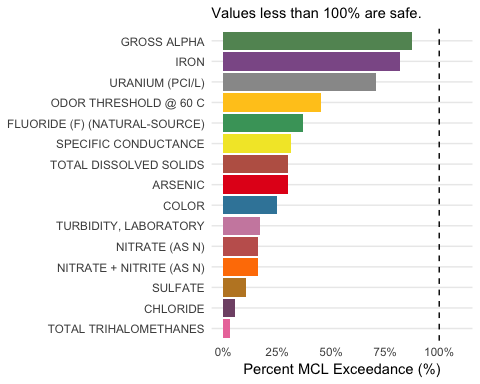 Values less than 100% are safe.
GROSS ALPHA
IRON
URANIUM (PCI/L)
ODOR THRESHOLD @ 60 C
FLUORIDE (F) (NATURAL-SOURCE)
SPECIFIC CONDUCTANCE
TOTAL DISSOLVED SOLIDS
ARSENIC
COLOR
TURBIDITY, LABORATORY
NITRATE (AS N)
NITRATE + NITRITE (AS N)
SULFATE
CHLORIDE
TOTAL TRIHALOMETHANES
0% 25% 50% 75% 100%
Percent MCL Exceedance (%)